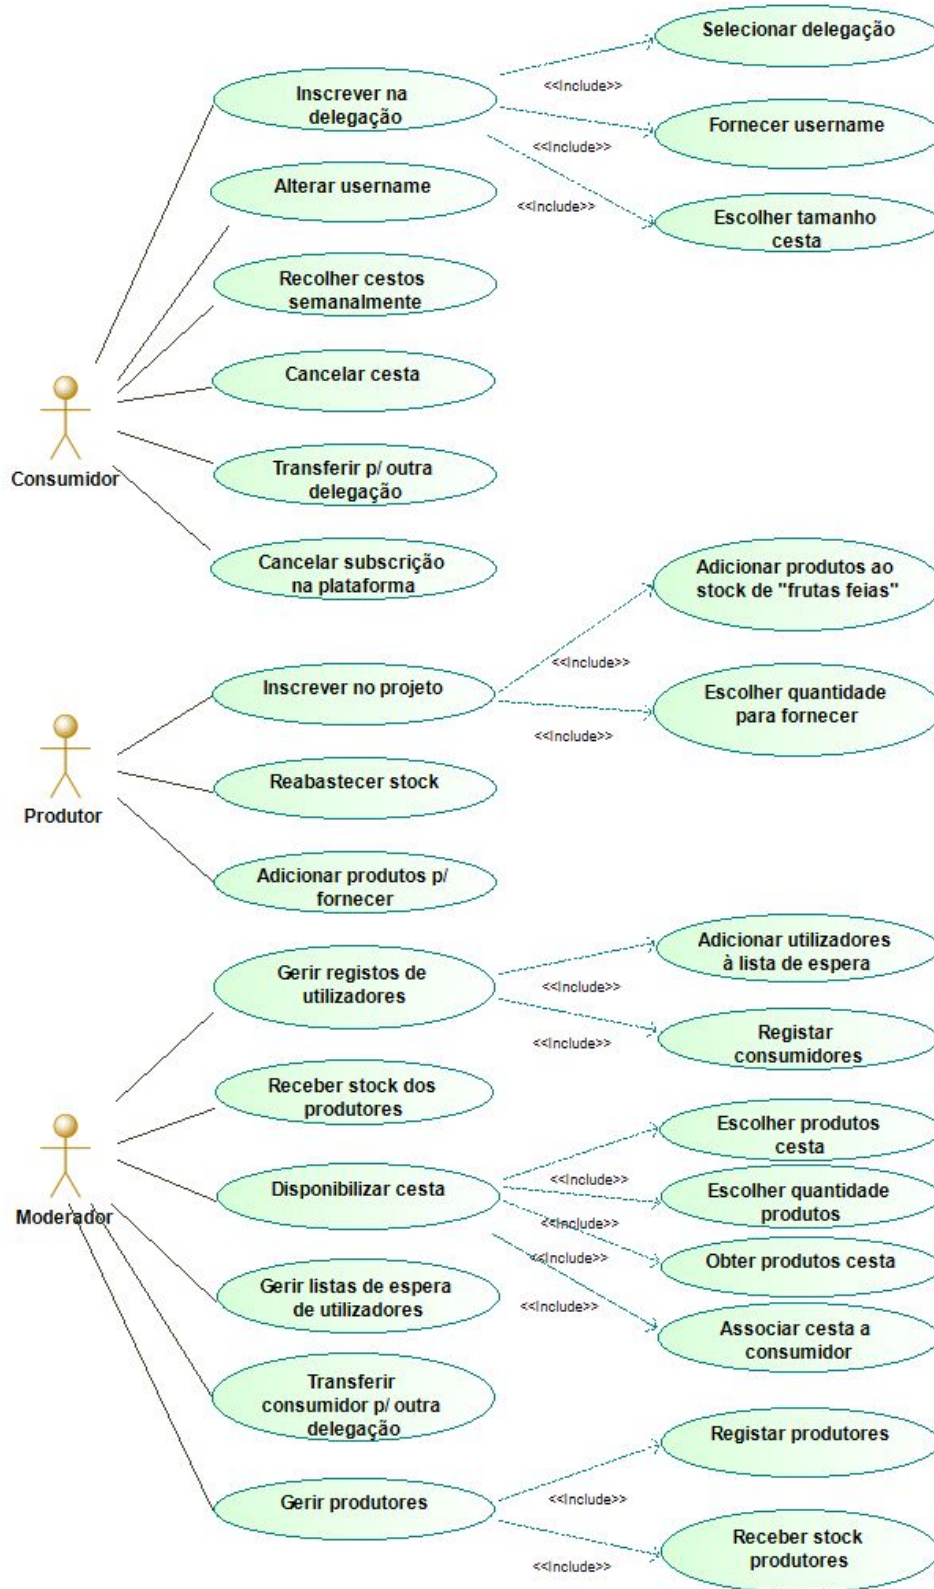 Selecionar delegação
<<Include>>
Inscrever na
delegação
Fornecer username
<<Include>>
Alterar username
<<Include>>
Escolher tamanho
cesta
Recolher cestos
semanalmente
Cancelar cesta
Consumidor
Transferir p/ outra
delegação
Cancelar subscrição
na plataforma
Adicionar produtos ao
stock de "frutas feias"
<<Include>>
Inscrever no projeto
Escolher quantidade
para fornecer
<<Include>>
Reabastecer stock
Produtor
Adicionar produtos p/
fornecer
Adicionar utilizadores
à lista de espera
Gerir registos de
utilizadores
<<Include>>
<<Include>>
Registar
consumidores
Receber stock dos
produtores
Escolher produtos
cesta
<<Include>>
Disponibilizar cesta
Escolher quantidade
produtos
Moderador
<<Include>>
<<Include>>
Obter produtos cesta
Gerir listas de espera
de utilizadores
<<Include>>
Associar cesta a
consumidor
Transferir
consumidor p/ outra
delegação
Registar produtores
Gerir produtores
<<Include>>
Receber stock
produtores
<<Include>>